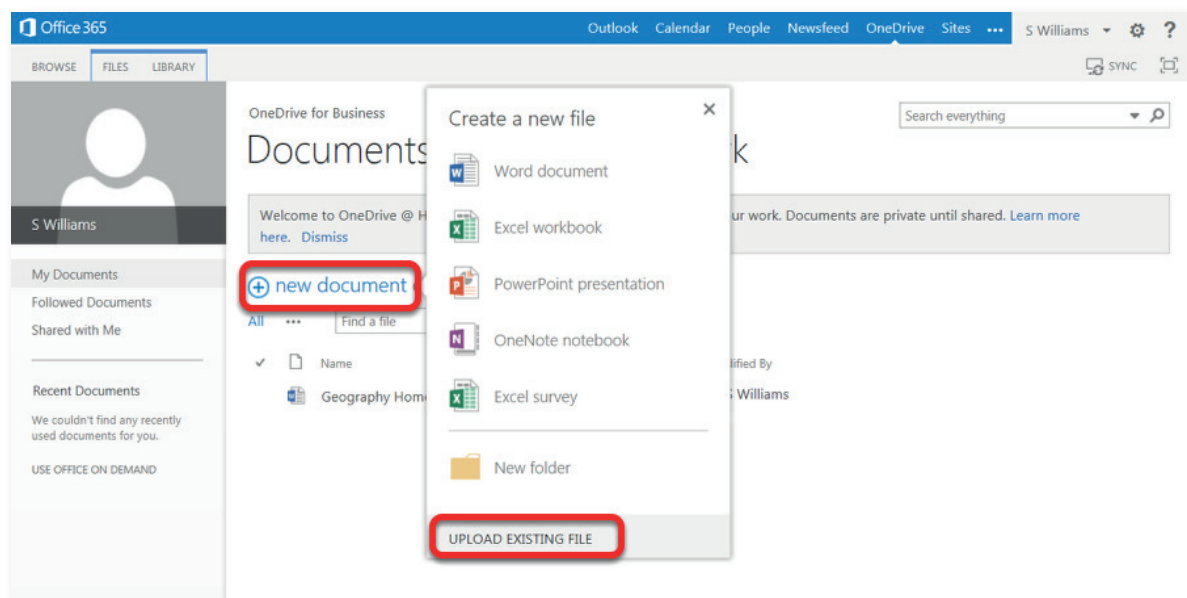 Office 365
Outlook Calendar People Newsfeed OneDrive Sites ••• S Williams ?
BROWSE FILES LIBRARY
SYNC
S Williams
My Documents
Followed Documents
Shared with Me
Recent Documents
We couldn't find any recently
used documents for you.
USE OFFICE ON DEMAND
OneDrive for Business
Documents
Search everything
Welcome to OneDrive @ work. Documents are private until shared. Learn more
here. Dismiss
new document
All ••• Find a file
Name
By
Geography Williams
Create a new file
Word document
Excel workbook
PowerPoint presentation
OneNote notebook
Excel survey
New folder
UPLOAD EXISTING FILE